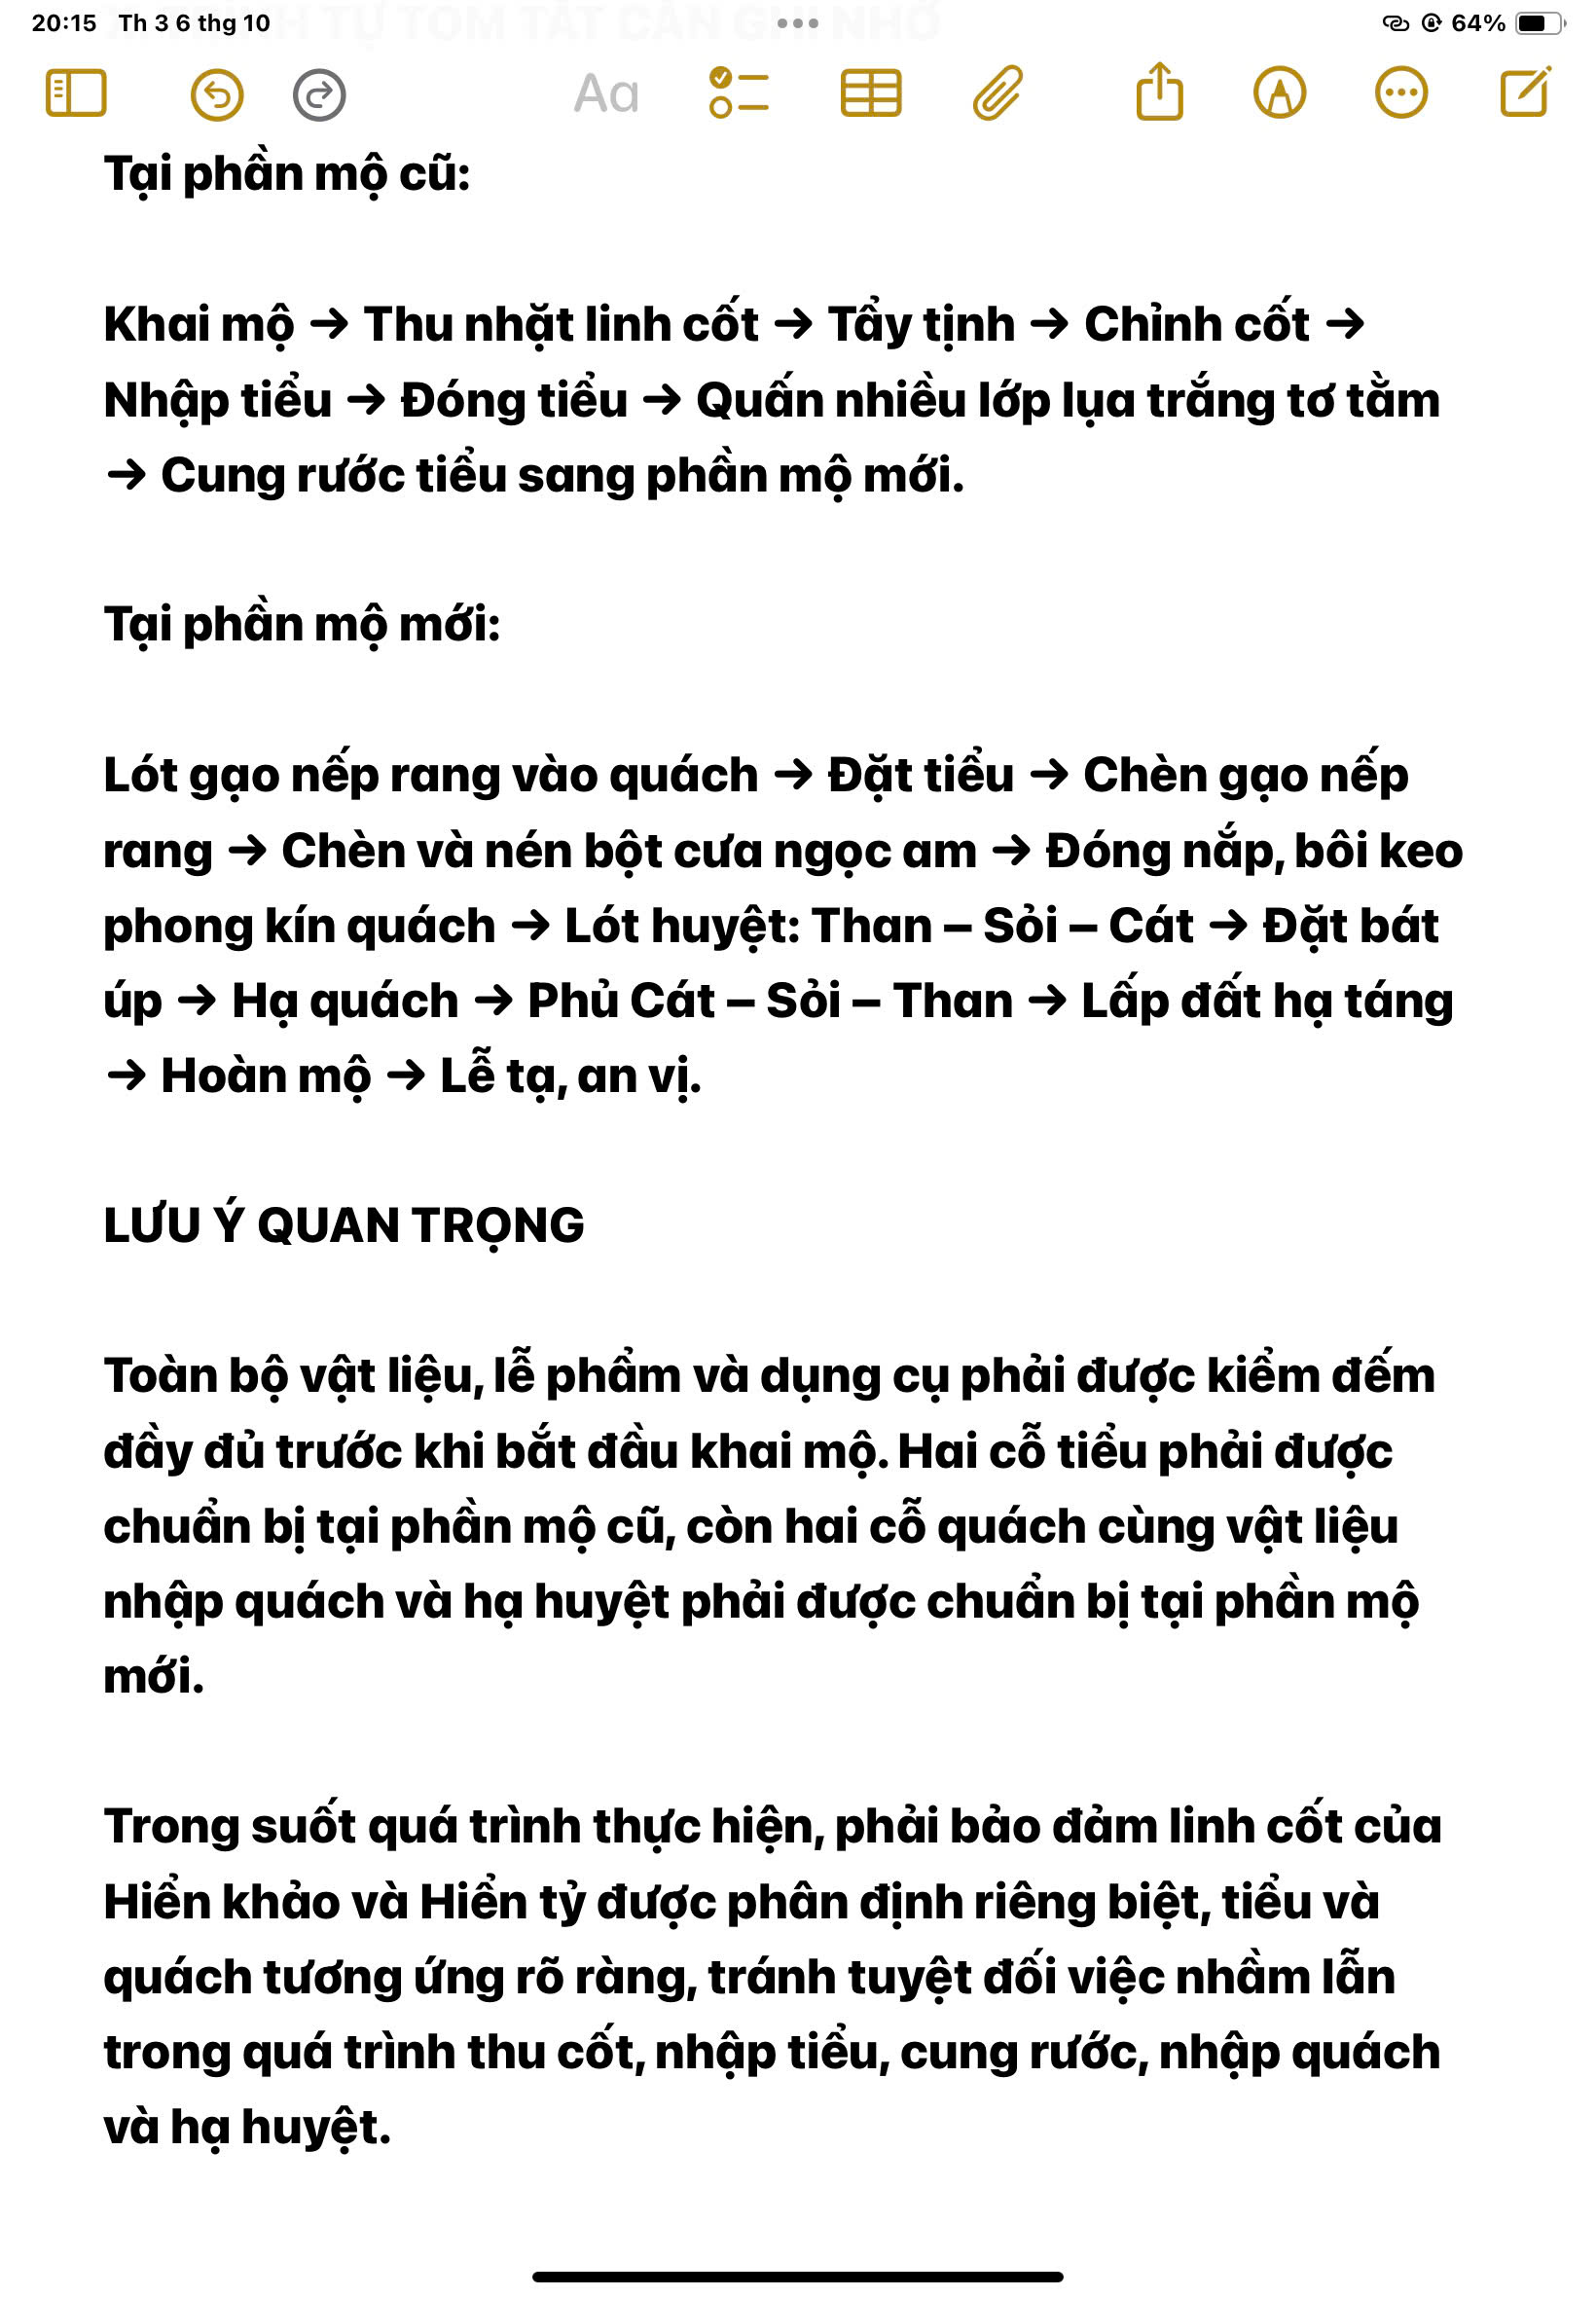 TRÌNH TỰ TÓM TẮT CẦN GHI NHỚ
20:15 Th 3 6 thg 10
64%
Aa
Tại phần mộ cũ:
Khai mộ → Thu nhặt linh cốt → Tẩy tịnh → Chỉnh cốt →
Nhập tiểu → Đóng tiểu → Quấn nhiều lớp lụa trắng tơ tằm
→ Cung rước tiểu sang phần mộ mới.
Tại phần mộ mới:
Lót gạo nếp rang vào quách → Đặt tiểu → Chèn gạo nếp
rang → Chèn và nén bột cưa ngọc am → Đóng nắp, bôi keo
phong kín quách → Lót huyệt: Than – Sỏi – Cát → Đặt bát
úp → Hạ quách → Phủ Cát – Sỏi – Than → Lấp đất hạ táng
→ Hoàn mộ → Lễ tạ, an vị.
LƯU Ý QUAN TRỌNG
Toàn bộ vật liệu, lễ phẩm và dụng cụ phải được kiểm đếm
đầy đủ trước khi bắt đầu khai mộ. Hai cỗ tiểu phải được
chuẩn bị tại phần mộ cũ, còn hai cỗ quách cùng vật liệu
nhập quách và hạ huyệt phải được chuẩn bị tại phần mộ
mới.
Trong suốt quá trình thực hiện, phải bảo đảm linh cốt của
Hiển khảo và Hiển tỷ được phân định riêng biệt, tiểu và
quách tương ứng rõ ràng, tránh tuyệt đối việc nhầm lẫn
trong quá trình thu cốt, nhập tiểu, cung rước, nhập quách
và hạ huyệt.